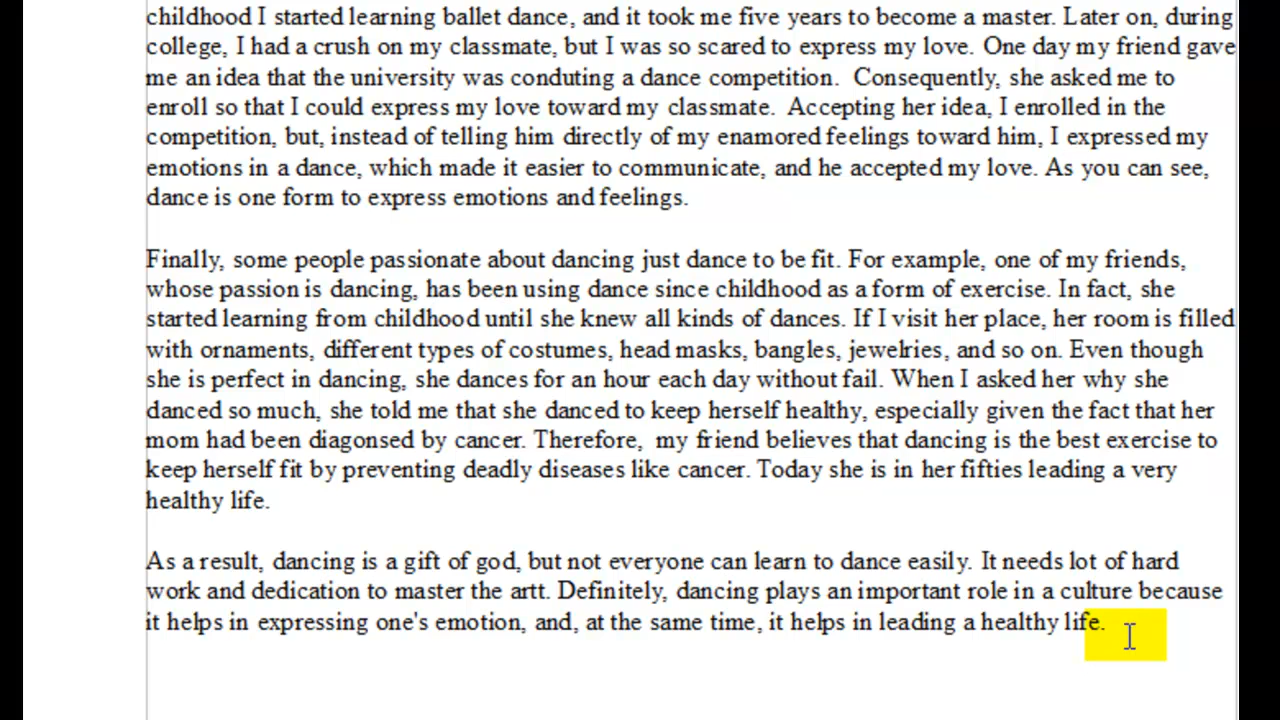 childhood I started learning ballet dance, and it took me five years to become a master. Later on, during
college, I had a crush on my classmate, but I was so scared to express my love. One day my friend gave
me an idea that the university was conduting a dance competition.  Consequently, she asked me to
enroll so that I could express my love toward my classmate.  Accepting her idea, I enrolled in the
competition, but, instead of telling him directly of my enamored feelings toward him, I expressed my
emotions in a dance, which made it easier to communicate, and he accepted my love. As you can see,
dance is one form to express emotions and feelings.
Finally, some people passionate about dancing just dance to be fit. For example, one of my friends,
whose passion is dancing, has been using dance since childhood as a form of exercise. In fact, she
started learning from childhood until she knew all kinds of dances. If I visit her place, her room is filled
with ornaments, different types of costumes, head masks, bangles, jewelries, and so on. Even though
she is perfect in dancing, she dances for an hour each day without fail. When I asked her why she
danced so much, she told me that she danced to keep herself healthy, especially given the fact that her
mom had been diagonsed by cancer. Therefore,  my friend believes that dancing is the best exercise to
keep herself fit by preventing deadly diseases like cancer. Today she is in her fifties leading a very
healthy life.
As a result, dancing is a gift of god, but not everyone can learn to dance easily. It needs lot of hard
work and dedication to master the artt. Definitely, dancing plays an important role in a culture because
it helps in expressing one's emotion, and, at the same time, it helps in leading a healthy life.